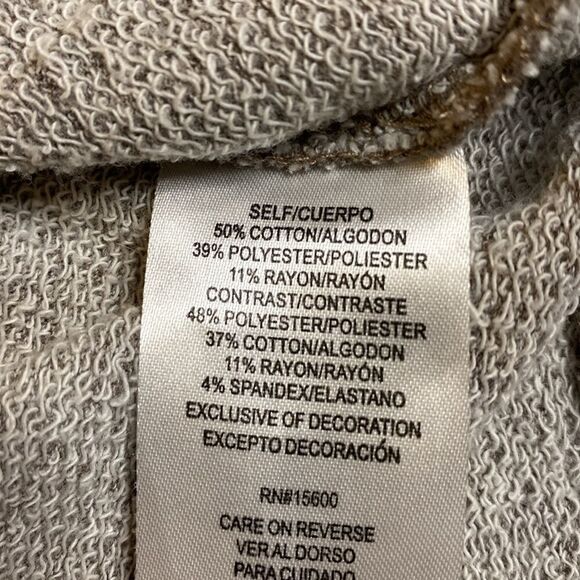 SELF/CUERPO
50% COTTON/ALGODON
39% POLYESTER/POLIESTER
11% RAYON/RAYÓN
CONTRAST/CONTRASTE
48% POLYESTER/POLIESTER
37% COTTON/ALGODON
11% RAYON/RAYÓN
4% SPANDEX/ELASTANO
EXCLUSIVE OF DECORATION
EXCEPTO DECORACIÓN
RN#15600
CARE ON REVERSE
VER AL DORSO
PARA CUIDADO